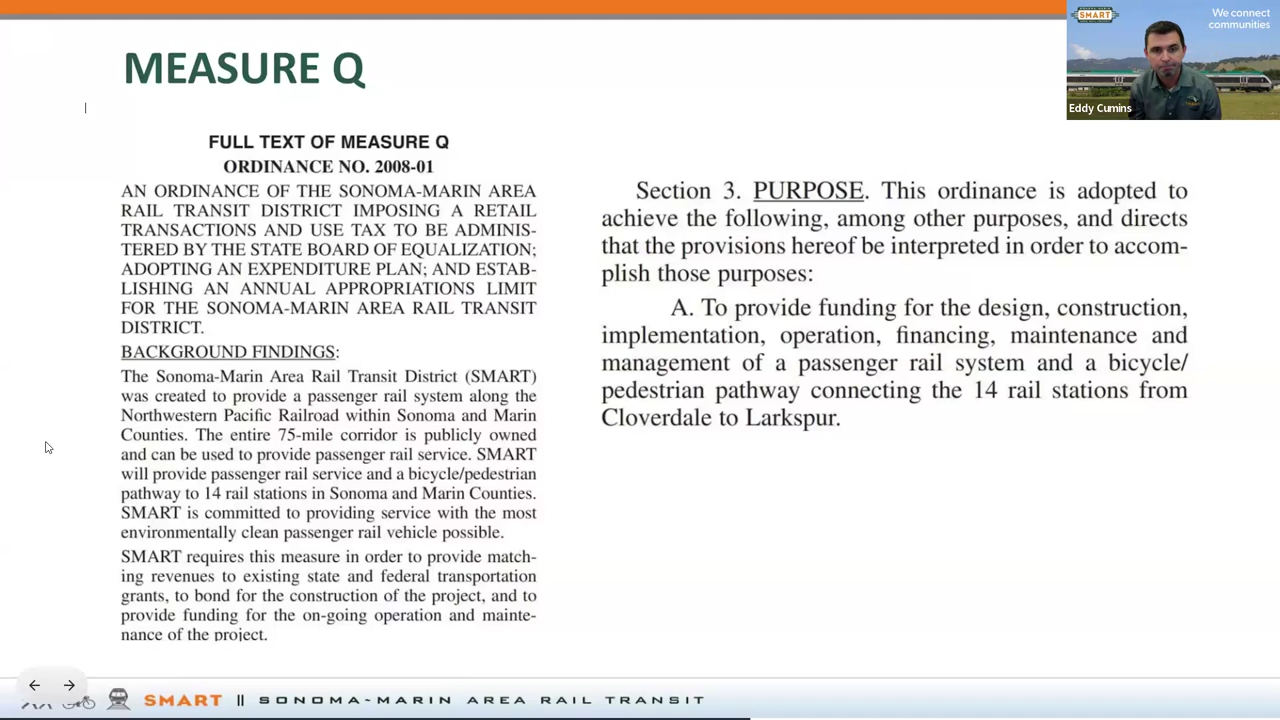 MEASURE Q
FULL TEXT OF MEASURE Q
ORDINANCE NO. 2008-01
AN ORDINANCE OF THE SONOMA-MARIN AREA
RAIL TRANSIT DISTRICT IMPOSING A RETAIL
TRANSACTIONS AND USE TAX TO BE ADMINIS-
TERED BY THE STATE BOARD OF EQUALIZATION;
ADOPTING AN EXPENDITURE PLAN; AND ESTAB-
LISHING AN ANNUAL APPROPRIATIONS LIMIT
FOR THE SONOMA-MARIN AREA RAIL TRANSIT
DISTRICT.
BACKGROUND FINDINGS:
The Sonoma-Marin Area Rail Transit District (SMART)
was created to provide a passenger rail system along the
Northwestern Pacific Railroad within Sonoma and Marin
Counties. The entire 75-mile corridor is publicly owned
and can be used to provide passenger rail service. SMART
will provide passenger rail service and a bicycle/pedestrian
pathway to 14 rail stations in Sonoma and Marin Counties.
SMART is committed to providing service with the most
environmentally clean passenger rail vehicle possible.
SMART requires this measure in order to provide match-
ing revenues to existing state and federal transportation
grants, to bond for the construction of the project, and to
provide funding for the on-going operation and mainte-
nance of the project.
Section 3. PURPOSE. This ordinance is adopted to
achieve the following, among other purposes, and directs
that the provisions hereof be interpreted in order to accom-
plish those purposes:
A. To provide funding for the design, construction,
implementation, operation, financing, maintenance and
management of a passenger rail system and a bicycle/
pedestrian pathway connecting the 14 rail stations from
Cloverdale to Larkspur.
SMART
We connect
communities
Eddy Cumins
SMART || SONOMA-MARIN AREA RAIL TRANSIT